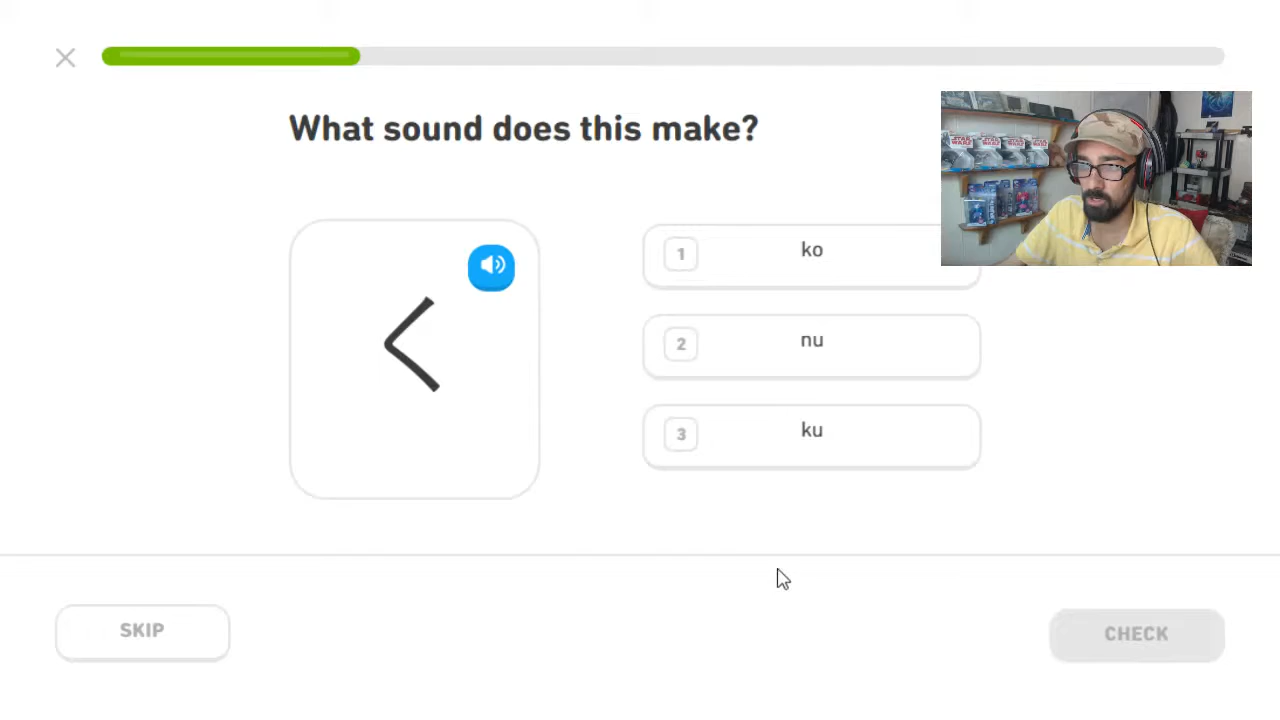 What sound does this make?
く
1 ko
2 nu
3 ku
SKIP
CHECK